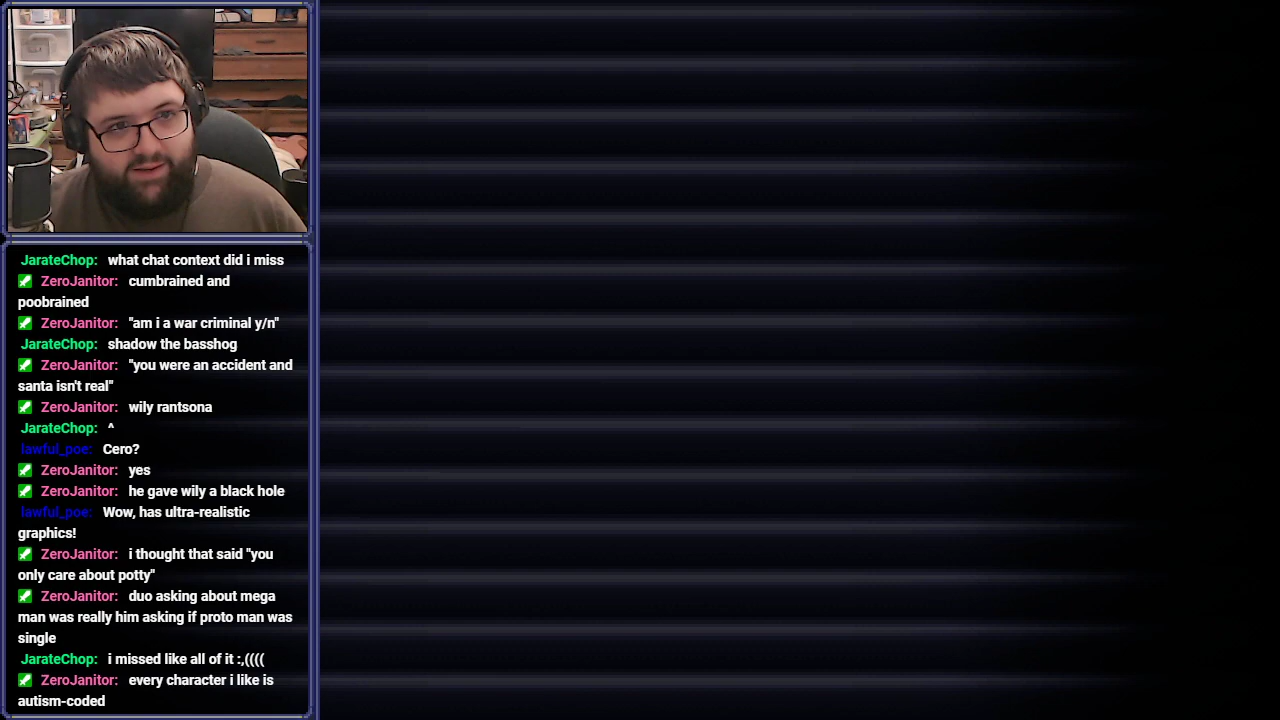 JarateChop: what chat context did i miss
ZeroJanitor: cumbrained and
poobrained
ZeroJanitor: "am i a war criminal y/n"
JarateChop: shadow the basshog
ZeroJanitor: "you were an accident and
santa isn't real"
ZeroJanitor: wily rantsona
JarateChop: ^
lawful_poe: Cero?
ZeroJanitor: yes
ZeroJanitor: he gave wily a black hole
lawful_poe: Wow, has ultra-realistic
graphics!
ZeroJanitor: i thought that said "you
only care about potty"
ZeroJanitor: duo asking about mega
man was really him asking if proto man was
single
JarateChop: i missed like all of it :,((((
ZeroJanitor: every character i like is
autism-coded